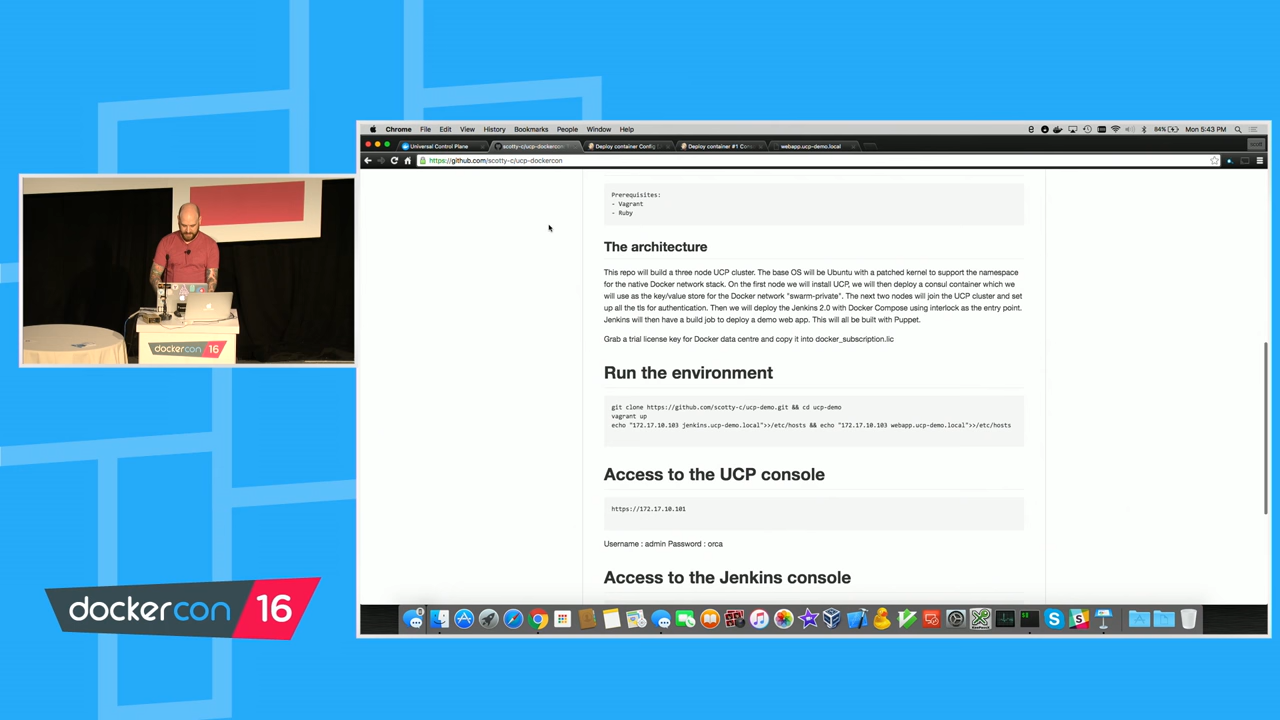 Chrome File Edit View History Bookmarks People Window Help
84% Mon 5:43 PM
Universal Control Plane
scotty-c/ucp-dockercon
Deploy container Config
Deploy container #1 Cons
webapp.ucp-demo.local
scott
https://github.com/scotty-c/ucp-dockercon
Prerequisites:
- Vagrant
- Ruby
The architecture
This repo will build a three node UCP cluster. The base OS will be Ubuntu with a patched kernel to support the namespace
for the native Docker network stack. On the first node we will install UCP, we will then deploy a consul container which we
will use as the key/value store for the Docker network "swarm-private". The next two nodes will join the UCP cluster and set
up all the tls for authentication. Then we will deploy the Jenkins 2.0 with Docker Compose using interlock as the entry point.
Jenkins will then have a build job to deploy a demo web app. This will all be built with Puppet.
Grab a trial license key for Docker data centre and copy it into docker_subscription.lic
Run the environment
git clone https://github.com/scotty-c/ucp-demo.git && cd ucp-demo
vagrant up
echo "172.17.10.103 jenkins.ucp-demo.local">>/etc/hosts && echo "172.17.10.103 webapp.ucp-demo.local">>/etc/hosts
Access to the UCP console
https://172.17.10.101
Username : admin Password : orca
Access to the Jenkins console
dockercon 16
dockercon 16